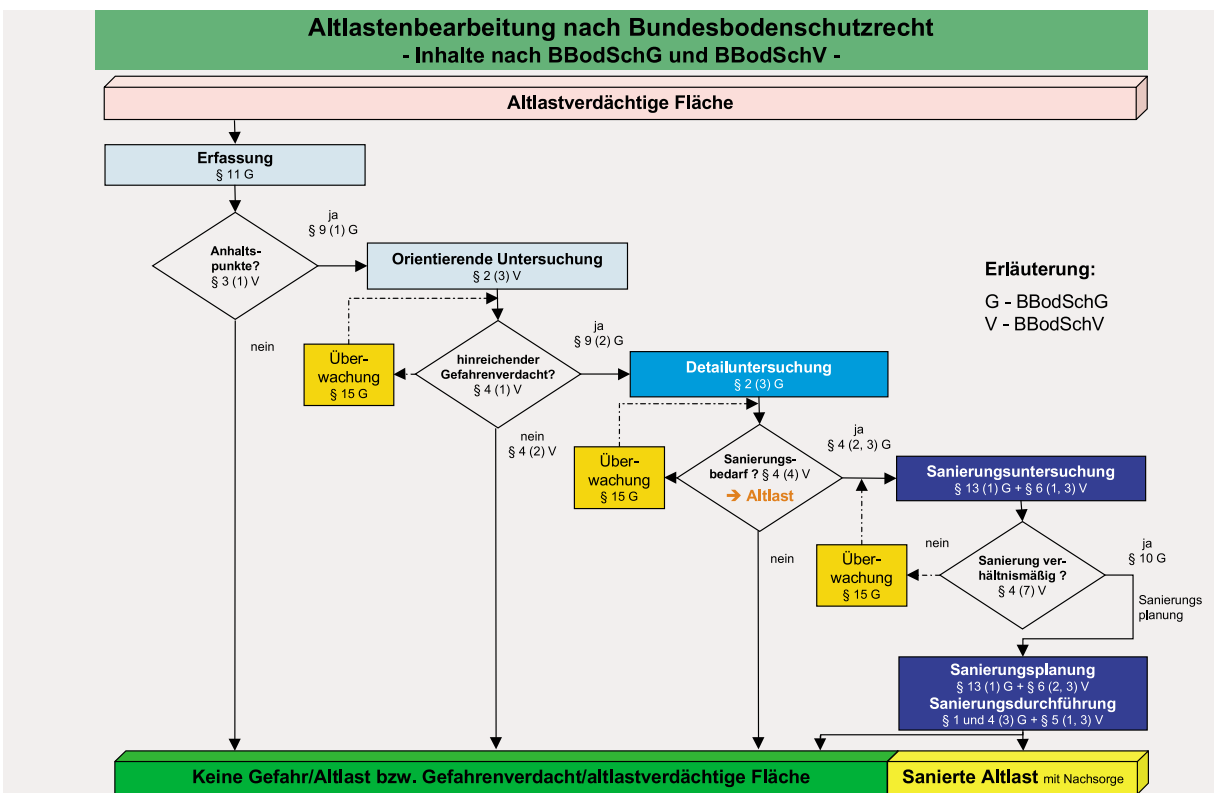 Altlastenbearbeitung nach Bundesbodenschutzrecht
- Inhalte nach BBodSchG und BBodSchV -
Altlastverdächtige Fläche
Erfassung
§ 11 G
Anhalts-
punkte?
§ 3 (1) V
ja
§ 9 (1) G
nein
Orientierende Untersuchung
§ 2 (3) V
Erläuterung:
G - BBodSchG
V - BBodSchV
Über-
wachung
§ 15 G
hinreichender
Gefahrenverdacht?
§ 4 (1) V
ja
§ 9 (2) G
nein
§ 4 (2) V
Detailuntersuchung
§ 2 (3) G
Über-
wachung
§ 15 G
Sanierungs-
bedarf ? § 4 (4) V
➔ Altlast
ja
§ 4 (2, 3) G
nein
Sanierungsuntersuchung
§ 13 (1) G + § 6 (1, 3) V
Über-
wachung
§ 15 G
nein
Sanierung ver-
hältnismäßig ?
§ 4 (7) V
ja
§ 10 G
Sanierungs
planung
Sanierungsplanung
§ 13 (1) G + § 6 (2, 3) V
Sanierungsdurchführung
§ 1 und 4 (3) G + § 5 (1, 3) V
Keine Gefahr/Altlast bzw. Gefahrenverdacht/altlastverdächtige Fläche
Sanierte Altlast mit Nachsorge